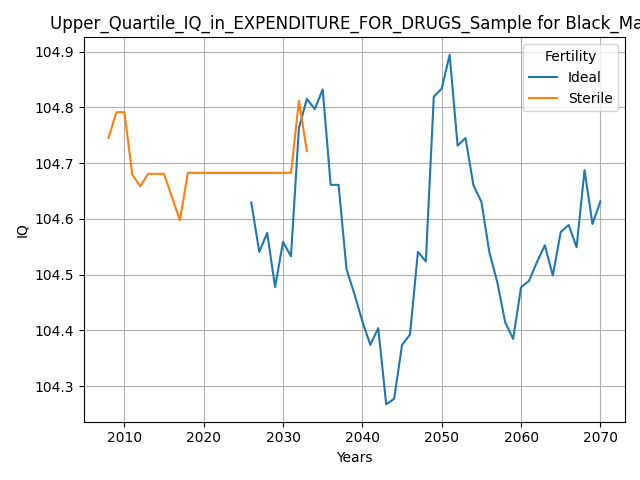 Upper_Quartile_IQ_in_EXPENDITURE_FOR_DRUGS_Sample for Black_Ma
104.9
104.8
104.7
104.6
104.5
104.4
104.3
IQ
Fertility
Ideal
Sterile
2010 2020 2030 2040 2050 2060 2070
Years